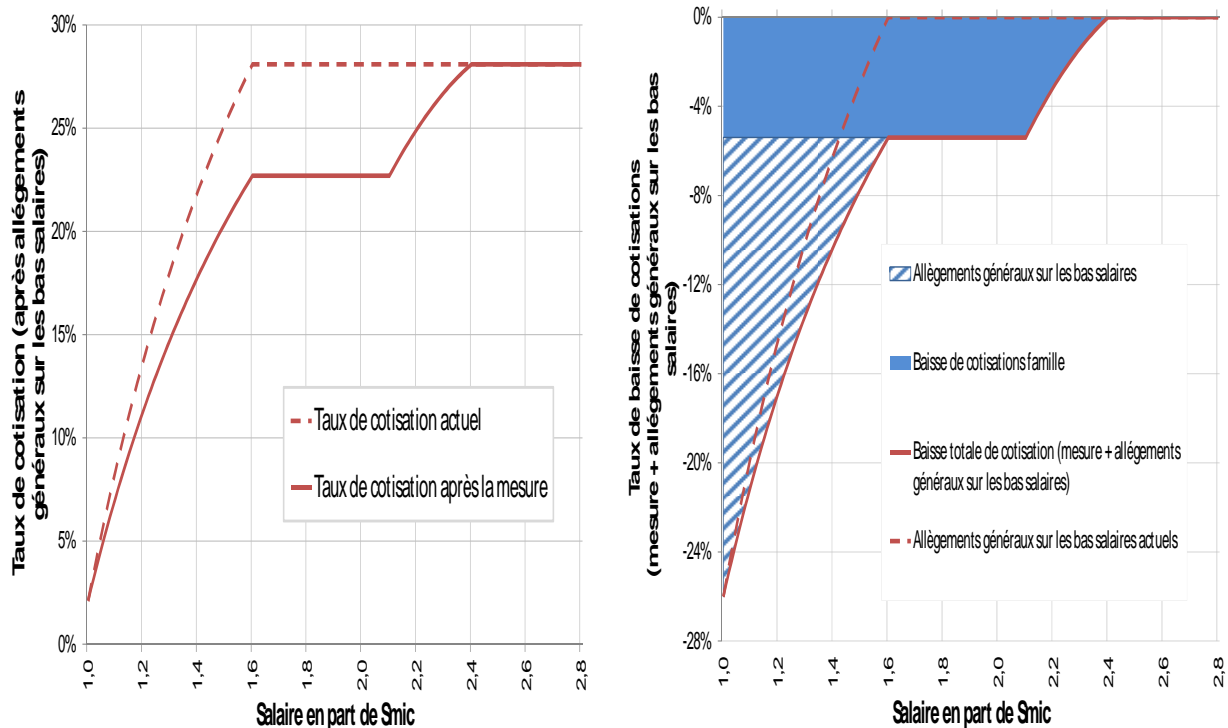 Taux de cotisation (après allégements
généraux sur les bas salaires)
30%
25%
20%
15%
10%
5%
0%
Taux de cotisation actuel
Taux de cotisation après la mesure
1,0
1,2
1,4
1,6
1,8
2,0
2,2
2,4
2,6
2,8
Salaire en part de Smic
Taux de baisse de cotisations
(mesure + allégements généraux sur les bas
salaires)
0%
-4%
-8%
-12%
-16%
-20%
-24%
-28%
Allègements généraux sur les bas salaires
Baisse de cotisations famille
Baisse totale de cotisation (mesure + allégements
généraux sur les bas salaires)
Allègements généraux sur les bas salaires actuels
1,0
1,2
1,4
1,6
1,8
2,0
2,2
2,4
2,6
2,8
Salaire en part de Smic